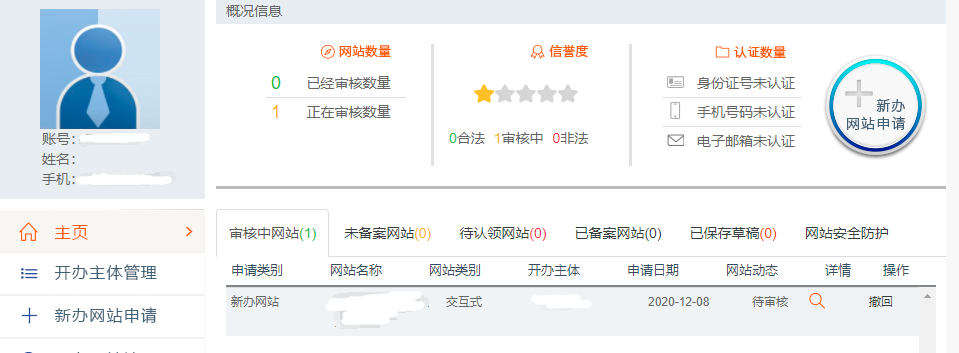 概况信息
网站数量
0 已经审核数量
1 正在审核数量
信誉度
0合法 1审核中 0非法
认证数量
身份证号未认证
手机号码未认证
电子邮箱未认证
新办
网站申请
账号:
姓名:
手机:
主页
开办主体管理
新办网站申请
审核中网站(1) 未备案网站(0) 待认领网站(0) 已备案网站(0) 已保存草稿(0) 网站安全防护
申请类别 网站名称 网站类别 开办主体 申请日期 网站动态 详情 操作
新办网站 交互式 2020-12-08 待审核 撤回